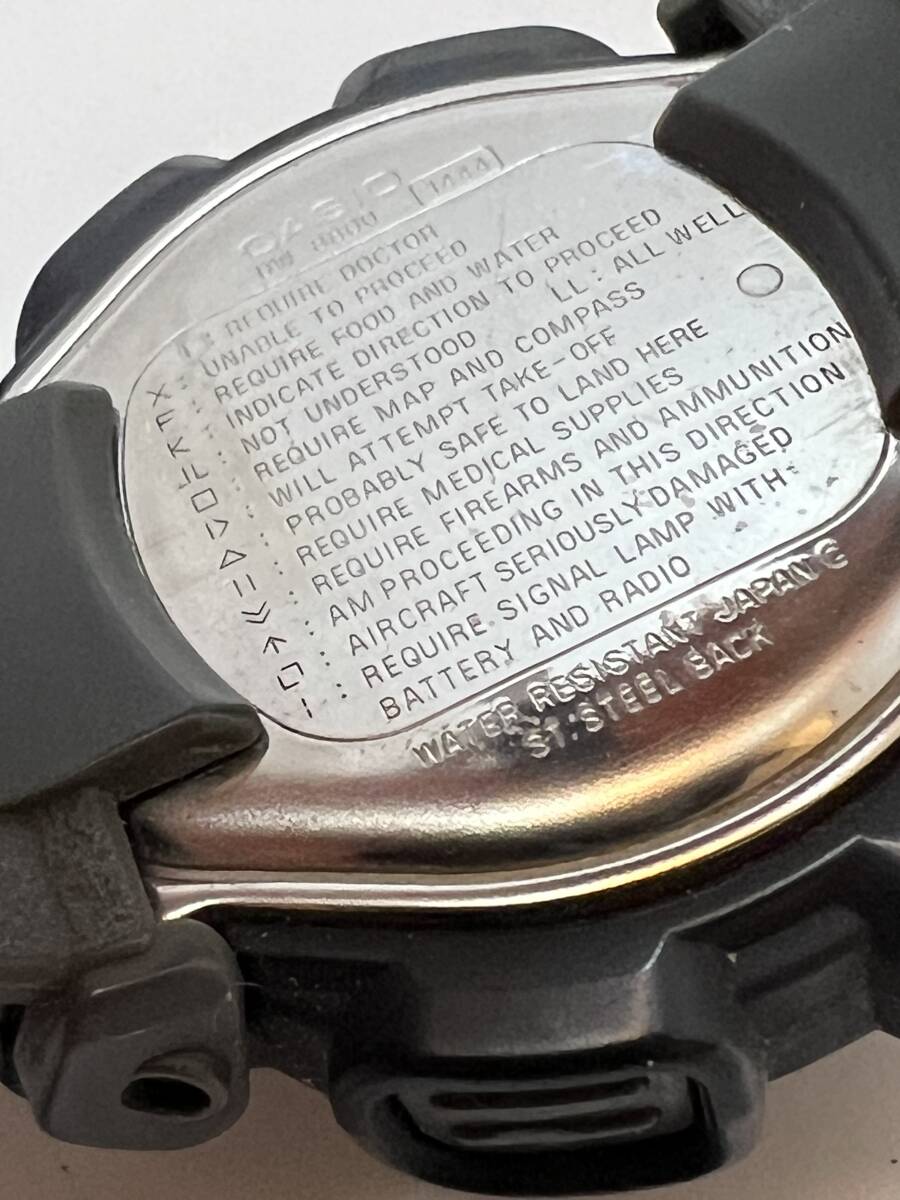 CASIO
DW [1444]
I : REQUIRE DOCTOR
X : UNABLE TO PROCEED
F : REQUIRE FOOD AND WATER
K : INDICATE DIRECTION TO PROCEED
JL : NOT UNDERSTOOD LL : ALL WELL
□ : REQUIRE MAP AND COMPASS
▷ : WILL ATTEMPT TAKE-OFF
△ : PROBABLY SAFE TO LAND HERE
II : REQUIRE MEDICAL SUPPLIES
≫ : REQUIRE FIREARMS AND AMMUNITION
↑ : AM PROCEEDING IN THIS DIRECTION
: AIRCRAFT SERIOUSLY DAMAGED
¦ : REQUIRE SIGNAL LAMP WITH
BATTERY AND RADIO
WATER RESISTANT JAPAN
ST.STEEL BACK